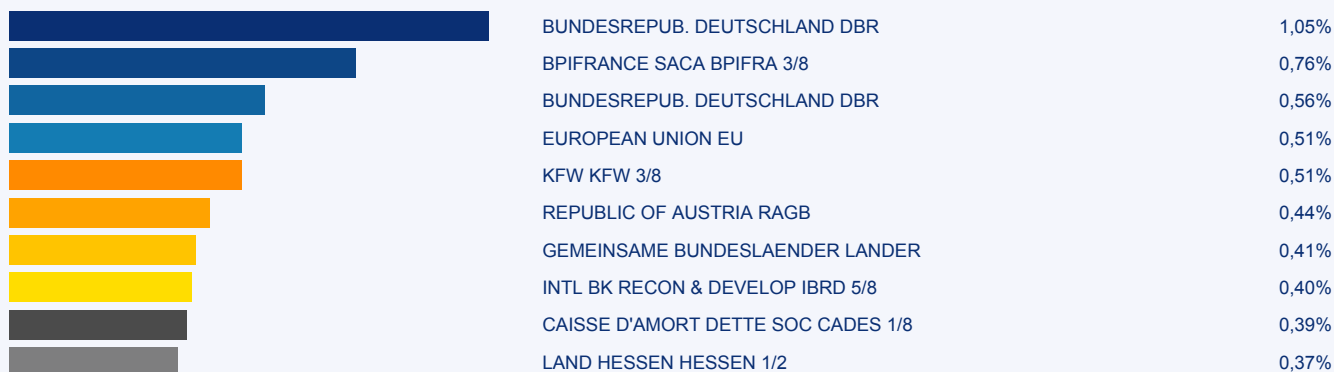 BUNDESREPUB. DEUTSCHLAND DBR 1,05%
BPIFRANCE SACA BPIFRA 3/8 0,76%
BUNDESREPUB. DEUTSCHLAND DBR 0,56%
EUROPEAN UNION EU 0,51%
KFW KFW 3/8 0,51%
REPUBLIC OF AUSTRIA RAGB 0,44%
GEMEINSAME BUNDESLAENDER LANDER 0,41%
INTL BK RECON & DEVELOP IBRD 5/8 0,40%
CAISSE D'AMORT DETTE SOC CADES 1/8 0,39%
LAND HESSEN HESSEN 1/2 0,37%